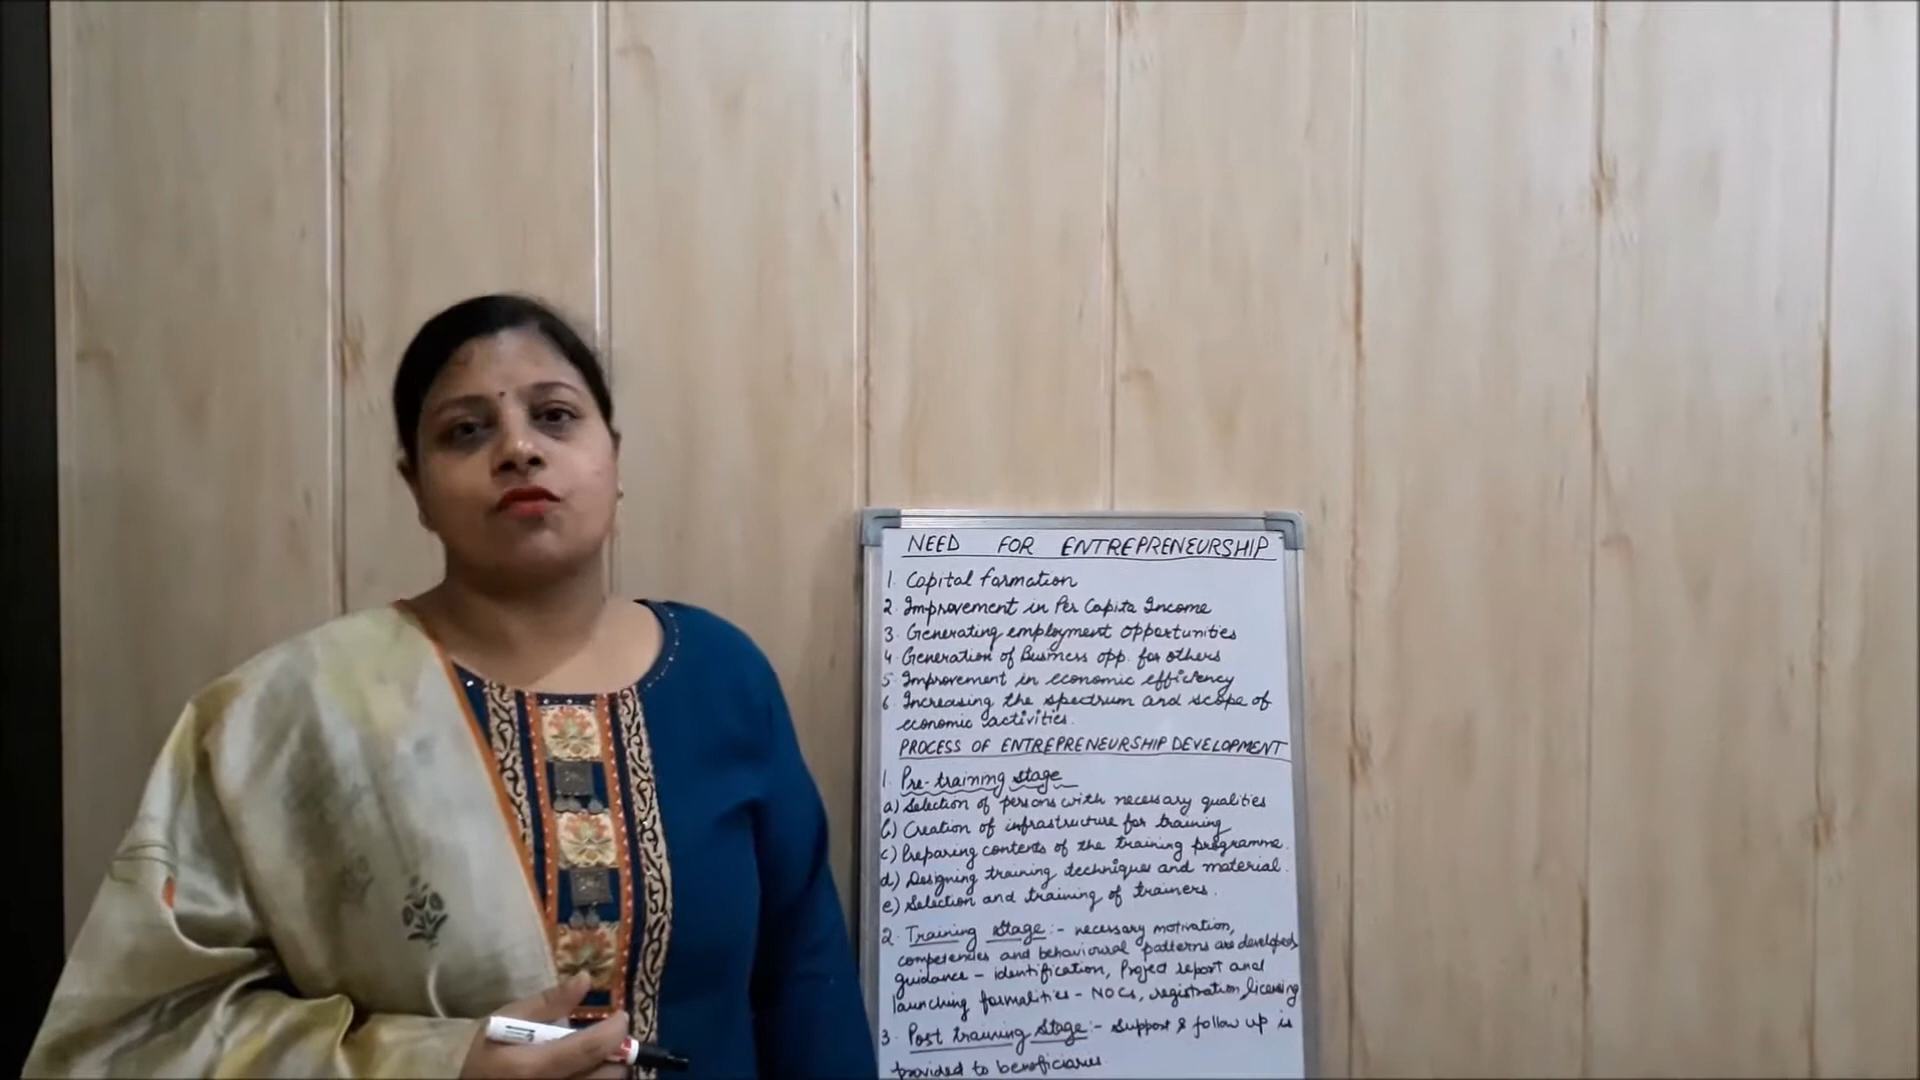 NEED FOR ENTREPRENEURSHIP
1. Capital formation
2. Improvement in Per Capita Income
3. Generating employment opportunities
4. Generation of Business opp. for others
5. Improvement in economic efficiency
6. Increasing the spectrum and scope of
economic activities.
PROCESS OF ENTREPRENEURSHIP DEVELOPMENT
1. Pre-training stage
a) Selection of persons with necessary qualities
b) Creation of infrastructure for training
c) Preparing contents of the training programme.
d) Designing training techniques and material.
e) Selection and training of trainers.
2. Training stage :- necessary motivation,
competencies and behavioural patterns are developed,
guidance - identification, Project report and
launching formalities - NOCs, registration, licensing
3. Post training stage :- Support & follow up is
provided to beneficiaries